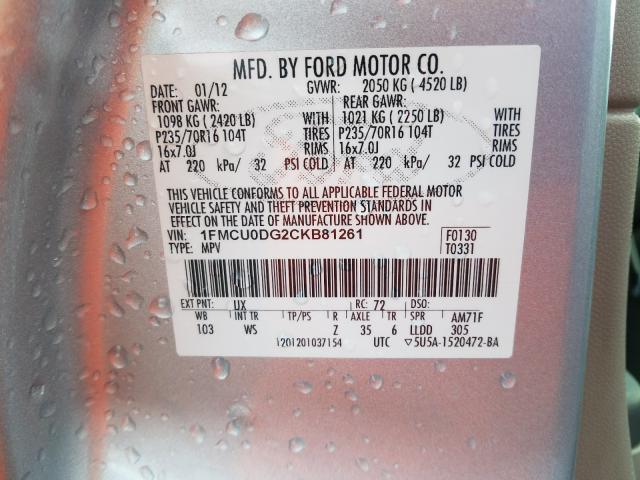 MFD. BY FORD MOTOR CO.
DATE: 01/12 GVWR: 2050 KG ( 4520 LB)
FRONT GAWR: REAR GAWR:
1098 KG ( 2420 LB) WITH 1021 KG ( 2250 LB) WITH
P235/70R16 104T TIRES P235/70R16 104T TIRES
16x7.0J RIMS 16x7.0J RIMS
AT 220 kPa/ 32 PSI COLD AT 220 kPa/ 32 PSI COLD
THIS VEHICLE CONFORMS TO ALL APPLICABLE FEDERAL MOTOR
VEHICLE SAFETY AND THEFT PREVENTION STANDARDS IN
EFFECT ON THE DATE OF MANUFACTURE SHOWN ABOVE.
VIN: 1FMCU0DG2CKB81261 F0130
TYPE: MPV T0331
EXT PNT: UX RC: 72 DSO:
WB INT TR TP/PS R AXLE TR SPR AM71F
103 WS Z 35 6 LLDD 305
1201201037154 UTC ▽5U5A-1520472-BA